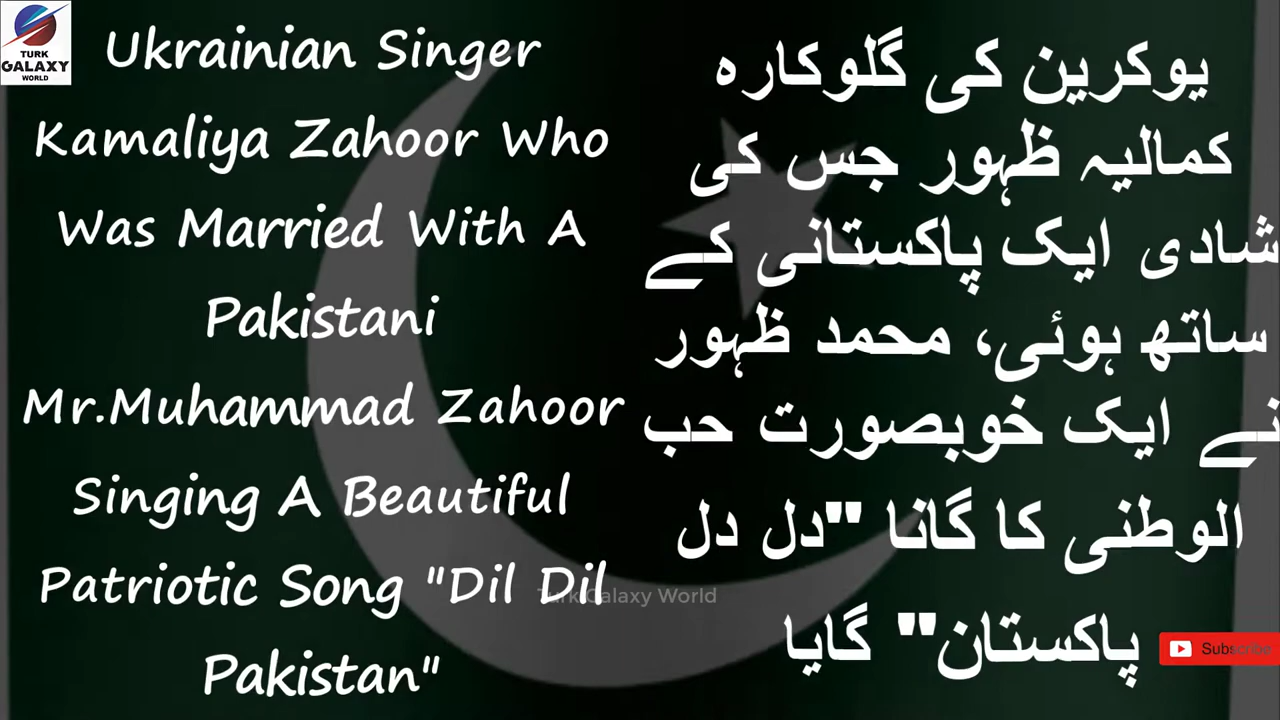 TURK
GALAXY
WORLD
Ukrainian Singer
Kamaliya Zahoor Who
Was Married With A
Pakistani
Mr.Muhammad Zahoor
Singing A Beautiful
Patriotic Song "Dil Dil
Pakistan"
یوکرین کی گلوکارہ
کمالیہ ظہور جس کی
شادی ایک پاکستانی کے
ساتھ ہوئی، محمد ظہور
نے ایک خوبصورت حب
الوطنی کا گانا "دل دل
پاکستان" گایا
Turk Galaxy World
Subscribe